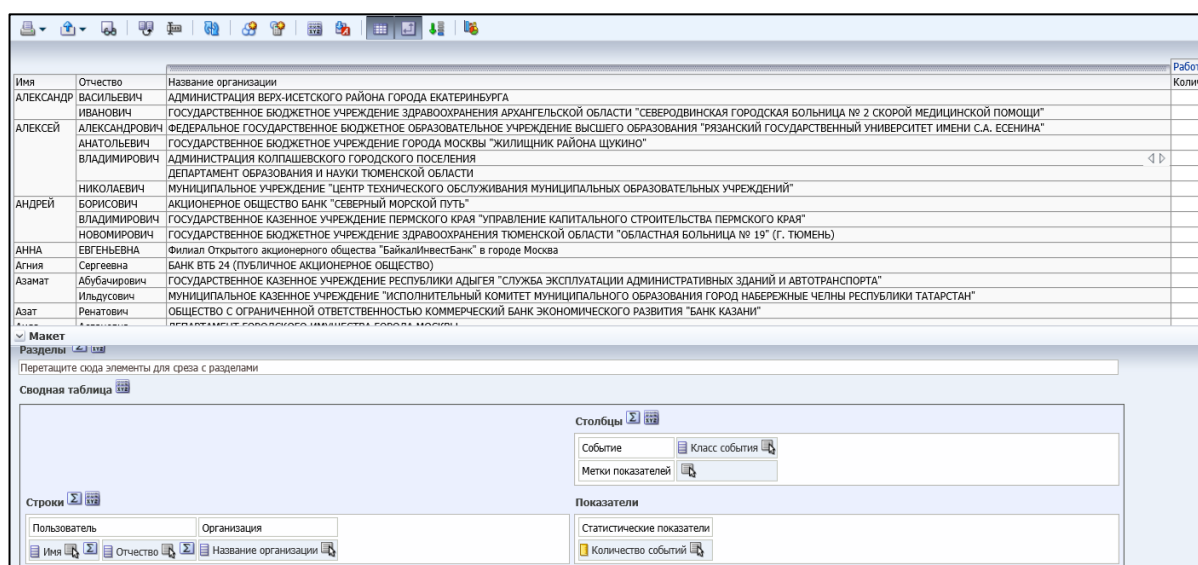 Работ
Имя Отчество Название организации Колич
АЛЕКСАНДР ВАСИЛЬЕВИЧ АДМИНИСТРАЦИЯ ВЕРХ-ИСЕТСКОГО РАЙОНА ГОРОДА ЕКАТЕРИНБУРГА
ИВАНОВИЧ ГОСУДАРСТВЕННОЕ БЮДЖЕТНОЕ УЧРЕЖДЕНИЕ ЗДРАВООХРАНЕНИЯ АРХАНГЕЛЬСКОЙ ОБЛАСТИ "СЕВЕРОДВИНСКАЯ ГОРОДСКАЯ БОЛЬНИЦА № 2 СКОРОЙ МЕДИЦИНСКОЙ ПОМОЩИ"
АЛЕКСЕЙ АЛЕКСАНДРОВИЧ ФЕДЕРАЛЬНОЕ ГОСУДАРСТВЕННОЕ БЮДЖЕТНОЕ ОБРАЗОВАТЕЛЬНОЕ УЧРЕЖДЕНИЕ ВЫСШЕГО ОБРАЗОВАНИЯ "РЯЗАНСКИЙ ГОСУДАРСТВЕННЫЙ УНИВЕРСИТЕТ ИМЕНИ С.А. ЕСЕНИНА"
АНАТОЛЬЕВИЧ ГОСУДАРСТВЕННОЕ БЮДЖЕТНОЕ УЧРЕЖДЕНИЕ ГОРОДА МОСКВЫ "ЖИЛИЩНИК РАЙОНА ЩУКИНО"
ВЛАДИМИРОВИЧ АДМИНИСТРАЦИЯ КОЛПАШЕВСКОГО ГОРОДСКОГО ПОСЕЛЕНИЯ
ДЕПАРТАМЕНТ ОБРАЗОВАНИЯ И НАУКИ ТЮМЕНСКОЙ ОБЛАСТИ
НИКОЛАЕВИЧ МУНИЦИПАЛЬНОЕ УЧРЕЖДЕНИЕ "ЦЕНТР ТЕХНИЧЕСКОГО ОБСЛУЖИВАНИЯ МУНИЦИПАЛЬНЫХ ОБРАЗОВАТЕЛЬНЫХ УЧРЕЖДЕНИЙ"
АНДРЕЙ БОРИСОВИЧ АКЦИОНЕРНОЕ ОБЩЕСТВО БАНК "СЕВЕРНЫЙ МОРСКОЙ ПУТЬ"
ВЛАДИМИРОВИЧ ГОСУДАРСТВЕННОЕ КАЗЕННОЕ УЧРЕЖДЕНИЕ ПЕРМСКОГО КРАЯ "УПРАВЛЕНИЕ КАПИТАЛЬНОГО СТРОИТЕЛЬСТВА ПЕРМСКОГО КРАЯ"
НОВОМИРОВИЧ ГОСУДАРСТВЕННОЕ БЮДЖЕТНОЕ УЧРЕЖДЕНИЕ ЗДРАВООХРАНЕНИЯ ТЮМЕНСКОЙ ОБЛАСТИ "ОБЛАСТНАЯ БОЛЬНИЦА № 19" (Г. ТЮМЕНЬ)
АННА ЕВГЕНЬЕВНА Филиал Открытого акционерного общества "БайкалИнвестБанк" в городе Москва
Агния Сергеевна БАНК ВТБ 24 (ПУБЛИЧНОЕ АКЦИОНЕРНОЕ ОБЩЕСТВО)
Азамат Абубачирович ГОСУДАРСТВЕННОЕ КАЗЕННОЕ УЧРЕЖДЕНИЕ РЕСПУБЛИКИ АДЫГЕЯ "СЛУЖБА ЭКСПЛУАТАЦИИ АДМИНИСТРАТИВНЫХ ЗДАНИЙ И АВТОТРАНСПОРТА"
Ильдусович МУНИЦИПАЛЬНОЕ КАЗЕННОЕ УЧРЕЖДЕНИЕ "ИСПОЛНИТЕЛЬНЫЙ КОМИТЕТ МУНИЦИПАЛЬНОГО ОБРАЗОВАНИЯ ГОРОД НАБЕРЕЖНЫЕ ЧЕЛНЫ РЕСПУБЛИКИ ТАТАРСТАН"
Азат Ренатович ОБЩЕСТВО С ОГРАНИЧЕННОЙ ОТВЕТСТВЕННОСТЬЮ КОММЕРЧЕСКИЙ БАНК ЭКОНОМИЧЕСКОГО РАЗВИТИЯ "БАНК КАЗАНИ"
ДЕПАРТАМЕНТ ГОРОДСКОГО ИМУЩЕСТВА ГОРОДА МОСКВЫ
Макет
Разделы
Перетащите сюда элементы для среза с разделами
Сводная таблица
Столбцы
Событие Класс события
Метки показателей
Строки Показатели
Пользователь Организация Статистические показатели
Имя Отчество Название организации Количество событий